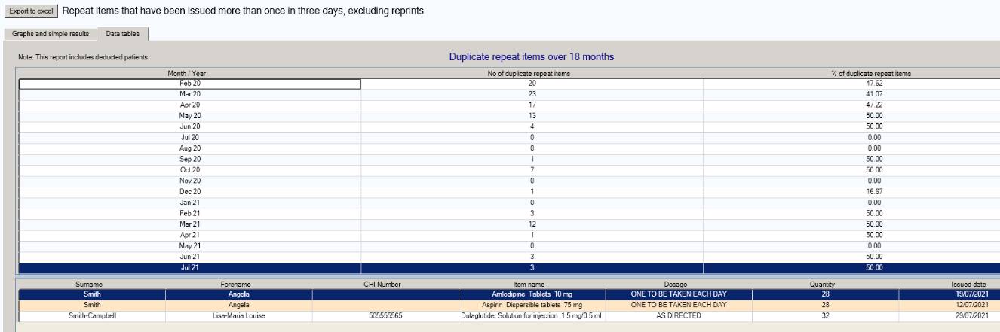 Export to excel Repeat items that have been issued more than once in three days, excluding reprints
Graphs and simple results Data tables
Note: This report includes deducted patients Duplicate repeat items over 18 months
Month / Year No of duplicate repeat items % of duplicate repeat items
Feb 20 20 47.62
Mar 20 23 41.07
Apr 20 17 47.22
May 20 13 50.00
Jun 20 4 50.00
Jul 20 0 0.00
Aug 20 0 0.00
Sep 20 1 50.00
Oct 20 7 50.00
Nov 20 0 0.00
Dec 20 1 16.67
Jan 21 0 0.00
Feb 21 3 50.00
Mar 21 12 50.00
Apr 21 1 50.00
May 21 0 0.00
Jun 21 3 50.00
Jul 21 3 50.00
Surname Forename CHI Number Item name Dosage Quantity Issued date
Smith Angela Amlodipine Tablets 10 mg ONE TO BE TAKEN EACH DAY 28 19/07/2021
Smith Angela Aspirin Dispersible tablets 75 mg ONE TO BE TAKEN EACH DAY 28 12/07/2021
Smith-Campbell Lisa-Maria Louise 505555565 Dulaglutide Solution for injection 1.5 mg/0.5 ml AS DIRECTED 32 29/07/2021